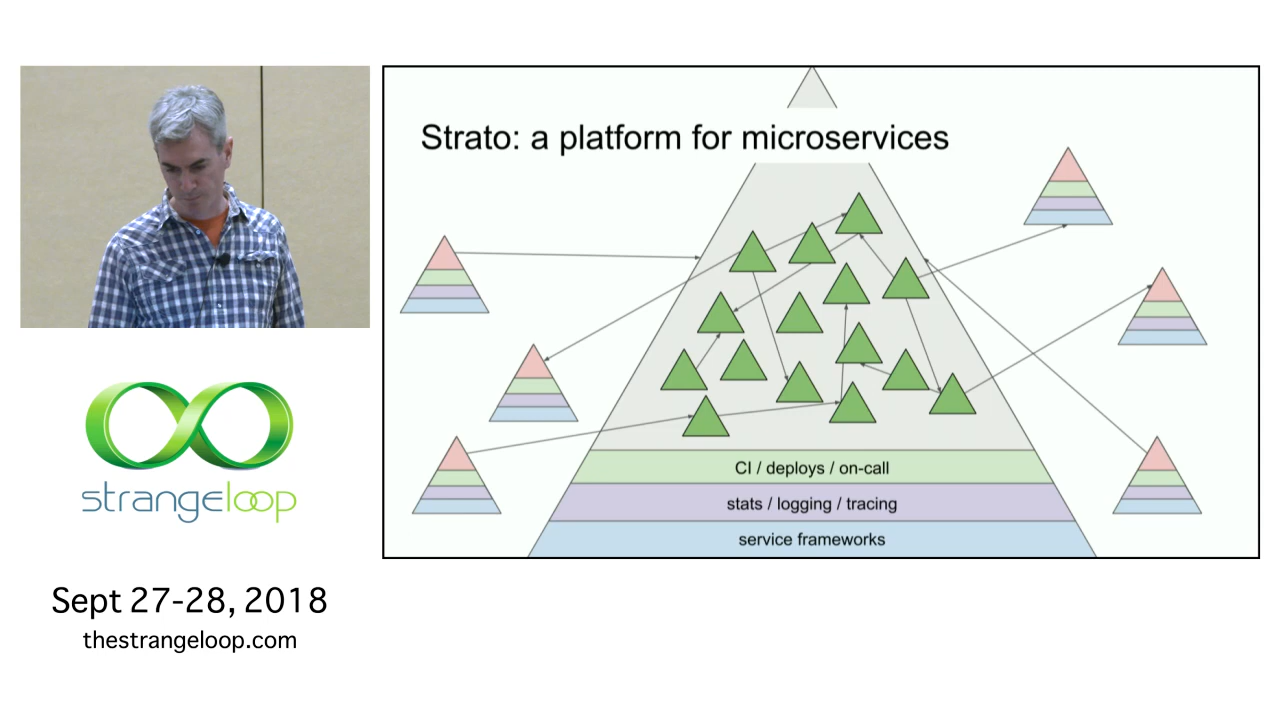 Strato: a platform for microservices
CI / deploys / on-call
stats / logging / tracing
service frameworks
strangeloop
Sept 27-28, 2018
thestrangeloop.com